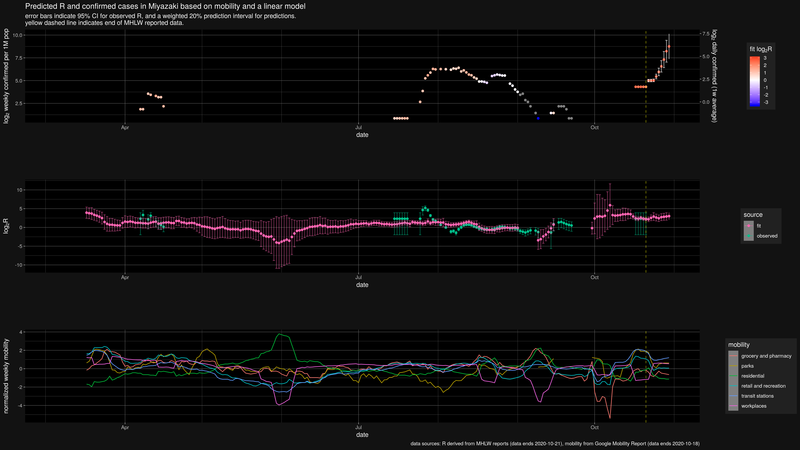 Predicted R and confirmed cases in Miyazaki based on mobility and a linear model
error bars indicate 95% CI for observed R, and a weighted 20% prediction interval for predictions.
yellow dashed line indicates end of MHLW reported data.
log2 weekly confirmed per 1M pop
10.0
7.5
5.0
2.5
7.5
5.0
2.5
0.0
log2 daily confirmed (1w average)
Apr
Jul
Oct
date
fit log2R
3
2
1
0
-1
-2
-3
log2R
10
5
0
-5
-10
Apr
Jul
Oct
date
source
fit
observed
normalized weekly mobility
4
2
0
-2
-4
Apr
Jul
Oct
date
mobility
grocery and pharmacy
parks
residential
retail and recreation
transit stations
workplaces
data sources: R derived from MHLW reports (data ends 2020-10-21), mobility from Google Mobility Report (data ends 2020-10-18)